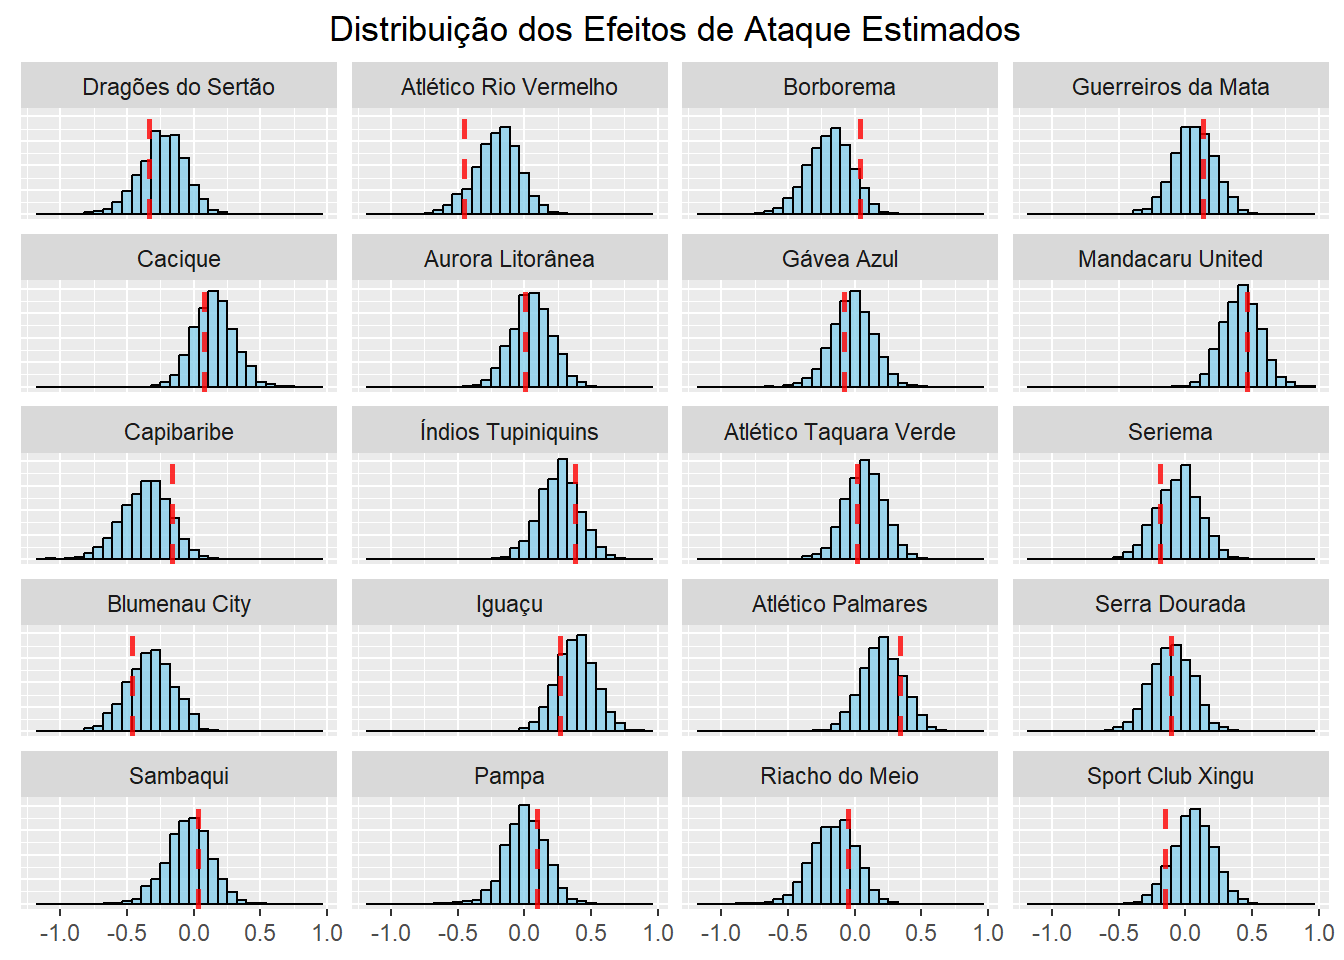 Distribuição dos Efeitos de Ataque Estimados
Dragões do Sertão
Atlético Rio Vermelho
Borborema
Guerreiros da Mata
Cacique
Aurora Litorânea
Gávea Azul
Mandacaru United
Capibaribe
Índios Tupiniquins
Atlético Taquara Verde
Seriema
Blumenau City
Iguaçu
Atlético Palmares
Serra Dourada
Sambaqui
Pampa
Riacho do Meio
Sport Club Xingu
-1.0 -0.5 0.0 0.5 1.0
-1.0 -0.5 0.0 0.5 1.0
-1.0 -0.5 0.0 0.5 1.0
-1.0 -0.5 0.0 0.5 1.0